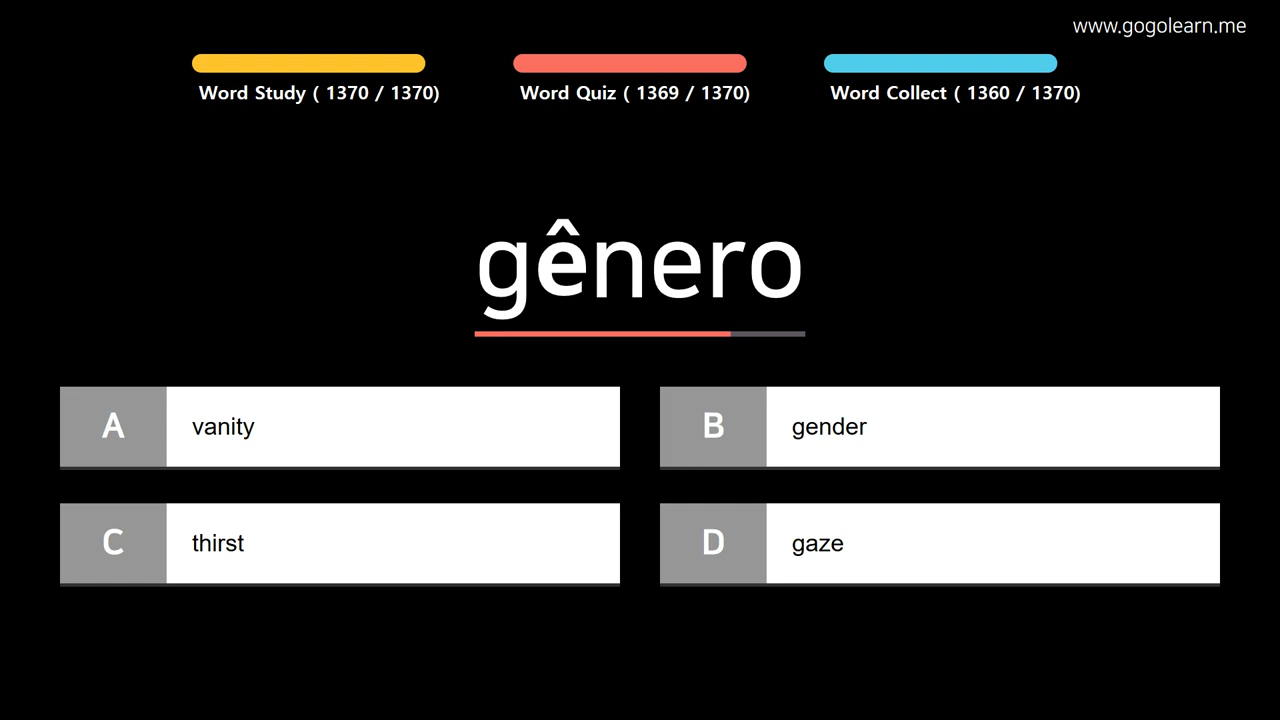 www.gogolearn.me
Word Study ( 1370 / 1370)
Word Quiz ( 1369 / 1370)
Word Collect ( 1360 / 1370)
gênero
A vanity
B gender
C thirst
D gaze